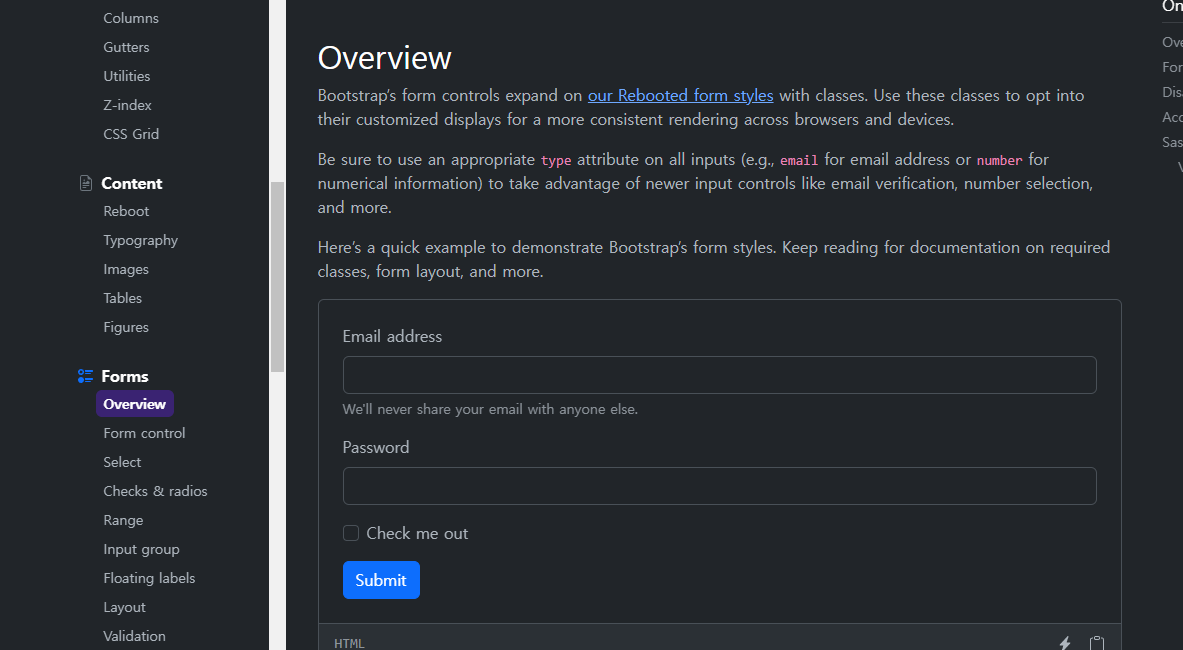 Columns
Gutters
Utilities
Z-index
CSS Grid
Content
Reboot
Typography
Images
Tables
Figures
Forms
Overview
Form control
Select
Checks & radios
Range
Input group
Floating labels
Layout
Validation
Overview
Bootstrap’s form controls expand on our Rebooted form styles with classes. Use these classes to opt into
their customized displays for a more consistent rendering across browsers and devices.
Be sure to use an appropriate type attribute on all inputs (e.g., email for email address or number for
numerical information) to take advantage of newer input controls like email verification, number selection,
and more.
Here’s a quick example to demonstrate Bootstrap’s form styles. Keep reading for documentation on required
classes, form layout, and more.
Email address
We'll never share your email with anyone else.
Password
Check me out
Submit
HTML